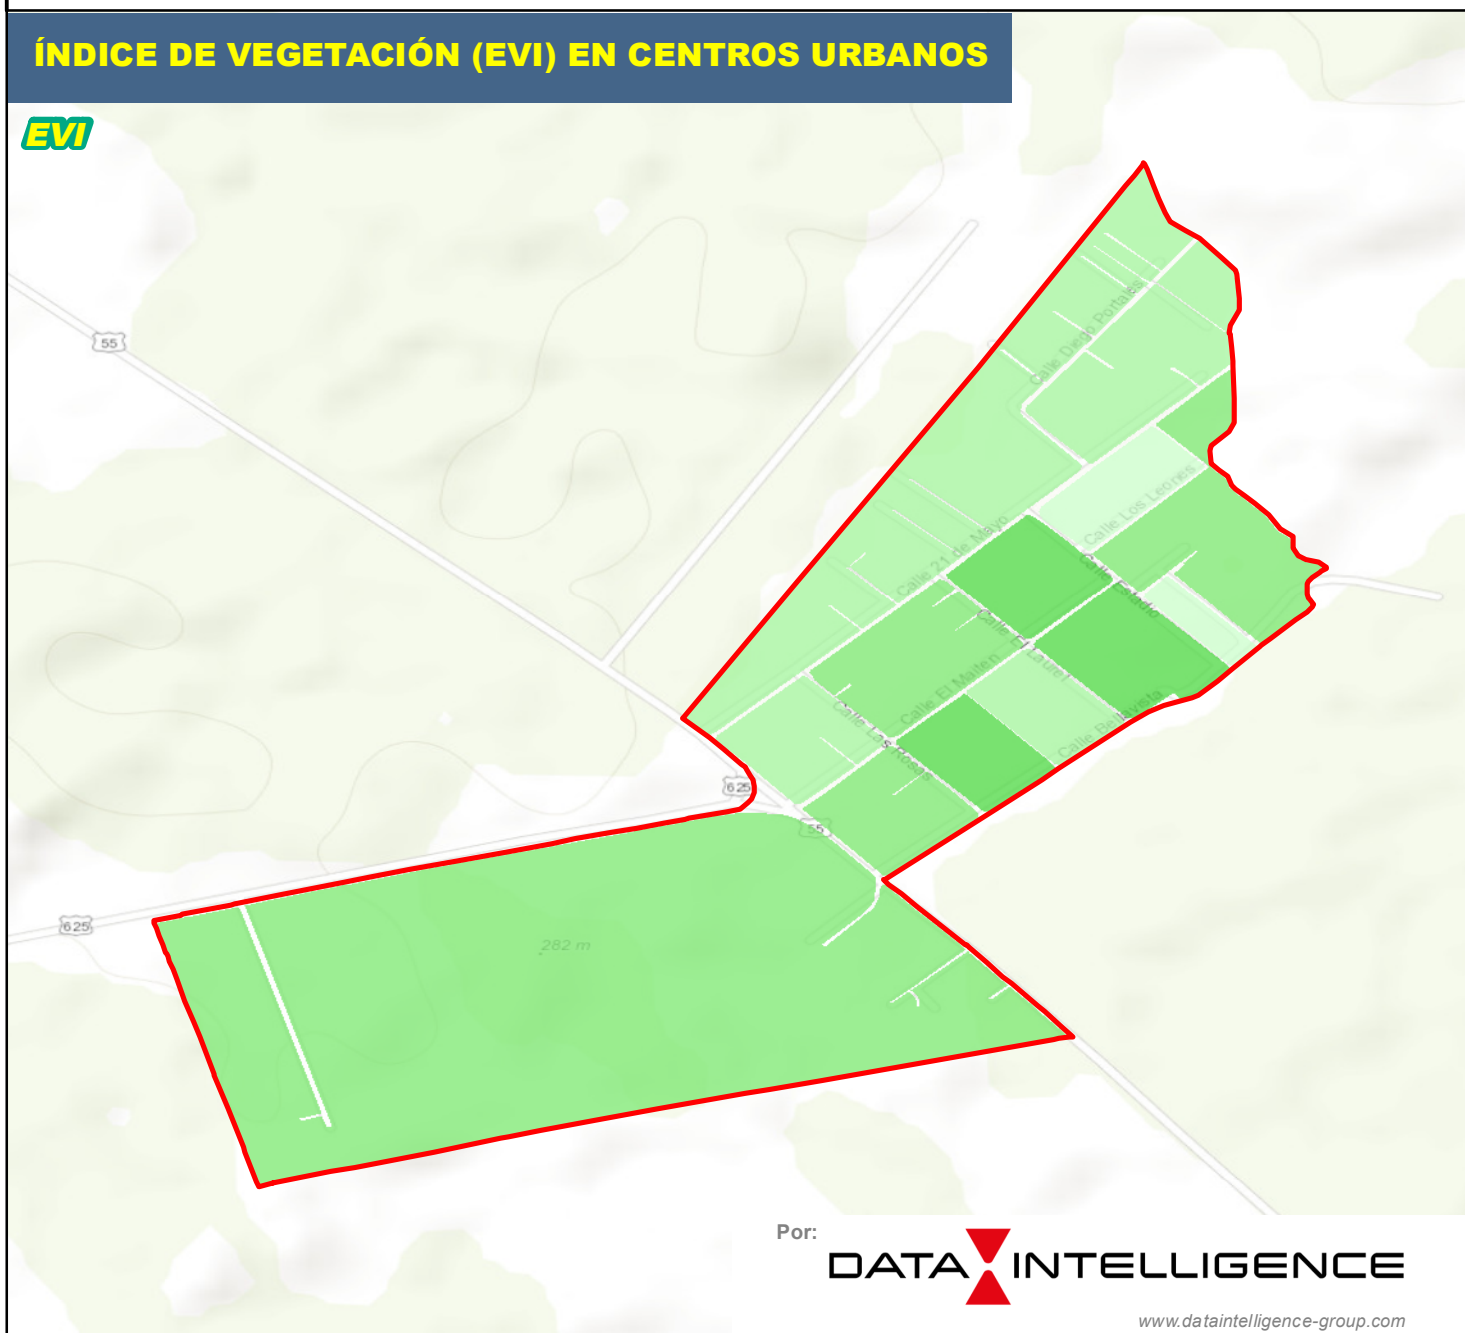 ÍNDICE DE VEGETACIÓN (EVI) EN CENTROS URBANOS
EVI
55
Calle Diego Portales
Calle Los Leones
Calle 21 de Mayo
Calle Estadio
Calle El Laurel
Calle El Maiten
Calle Las Rosas
Calle Bellavista
625
55
625
282 m
Por:
DATA INTELLIGENCE
www.dataintelligence-group.com